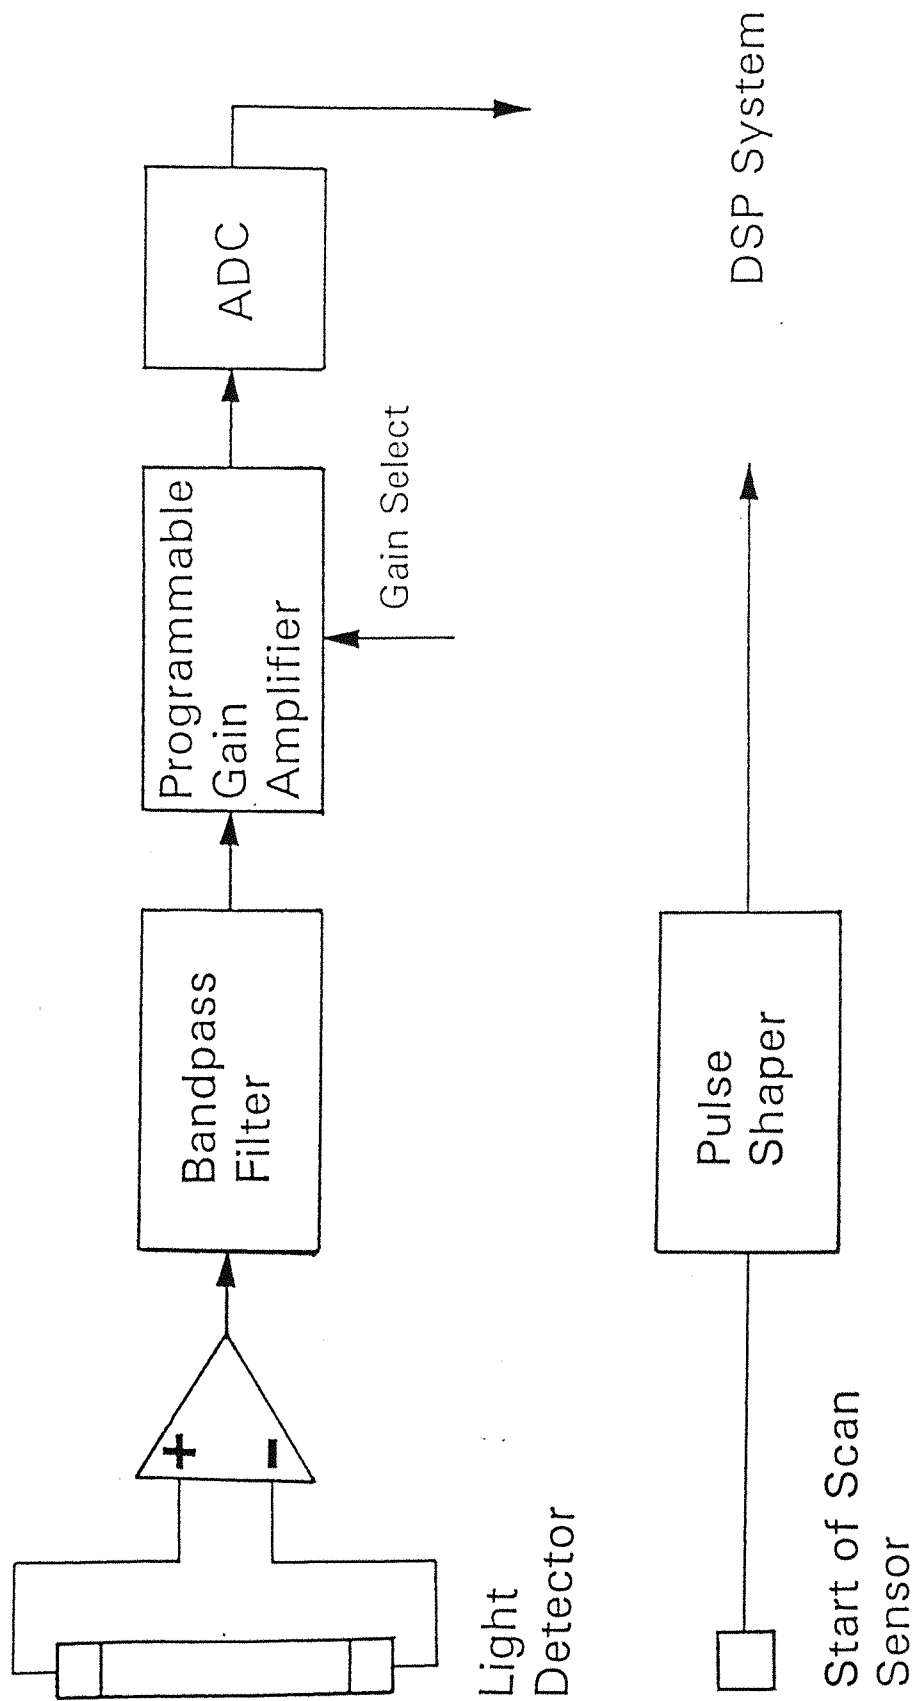 Light
Detector
+
−
Bandpass
Filter
Programmable
Gain
Amplifier
Gain Select
ADC
Start of Scan
Sensor
Pulse
Shaper
DSP System